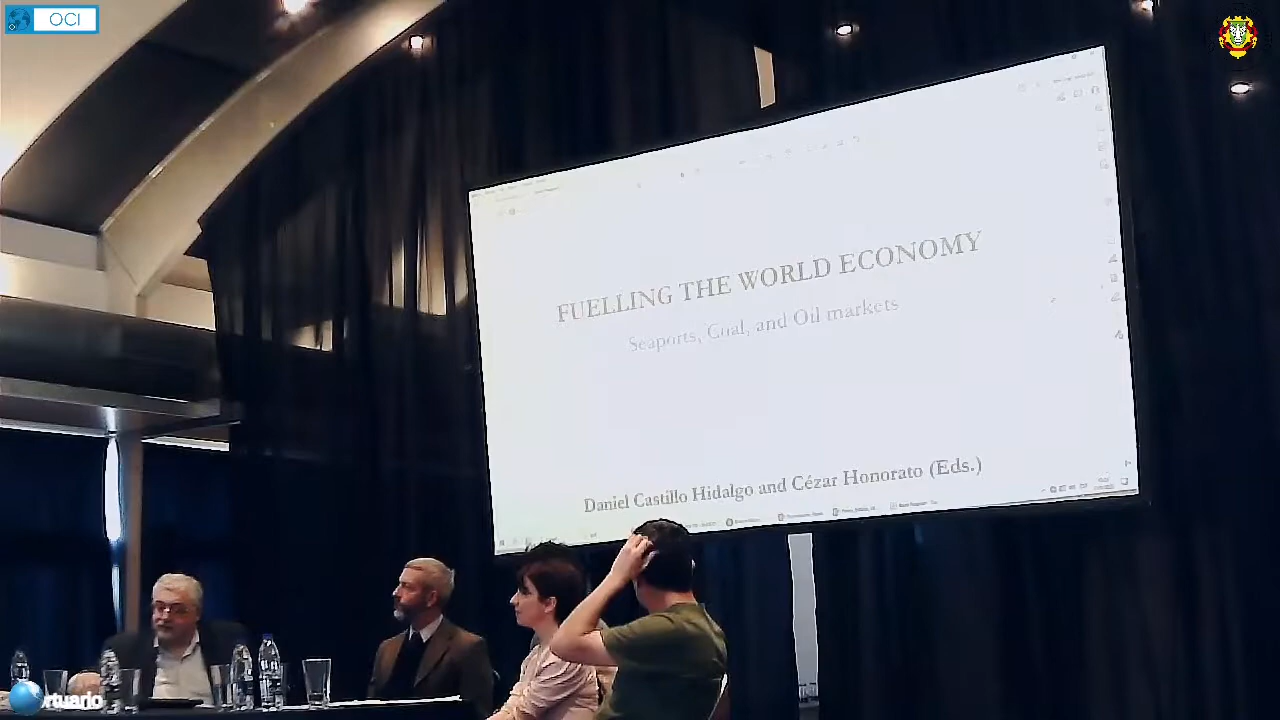 OCI
FUELLING THE WORLD ECONOMY
Seaports, Coal, and Oil markets
Daniel Castillo Hidalgo and Cézar Honorato (Eds.)
rtuario